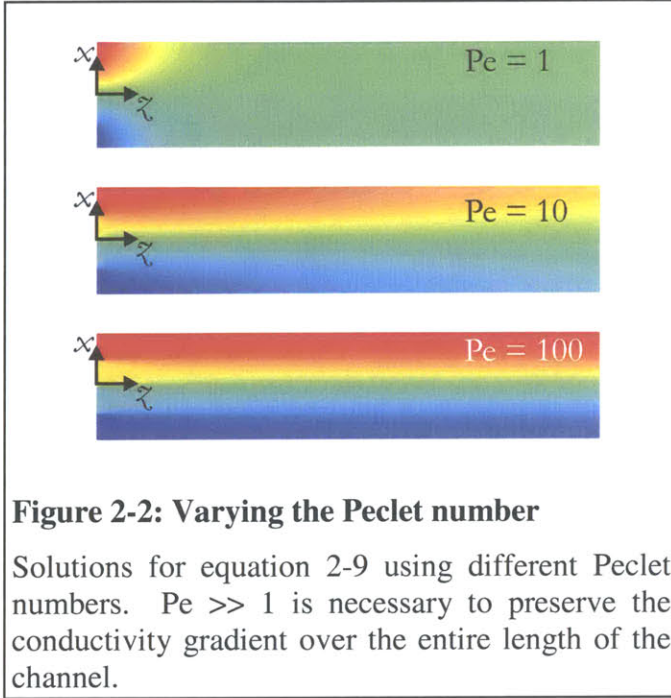 x
Pe = 1
z
x
Pe = 10
z
x
Pe = 100
z
Figure 2-2: Varying the Peclet number
Solutions for equation 2-9 using different Peclet
numbers. Pe >> 1 is necessary to preserve the
conductivity gradient over the entire length of the
channel.